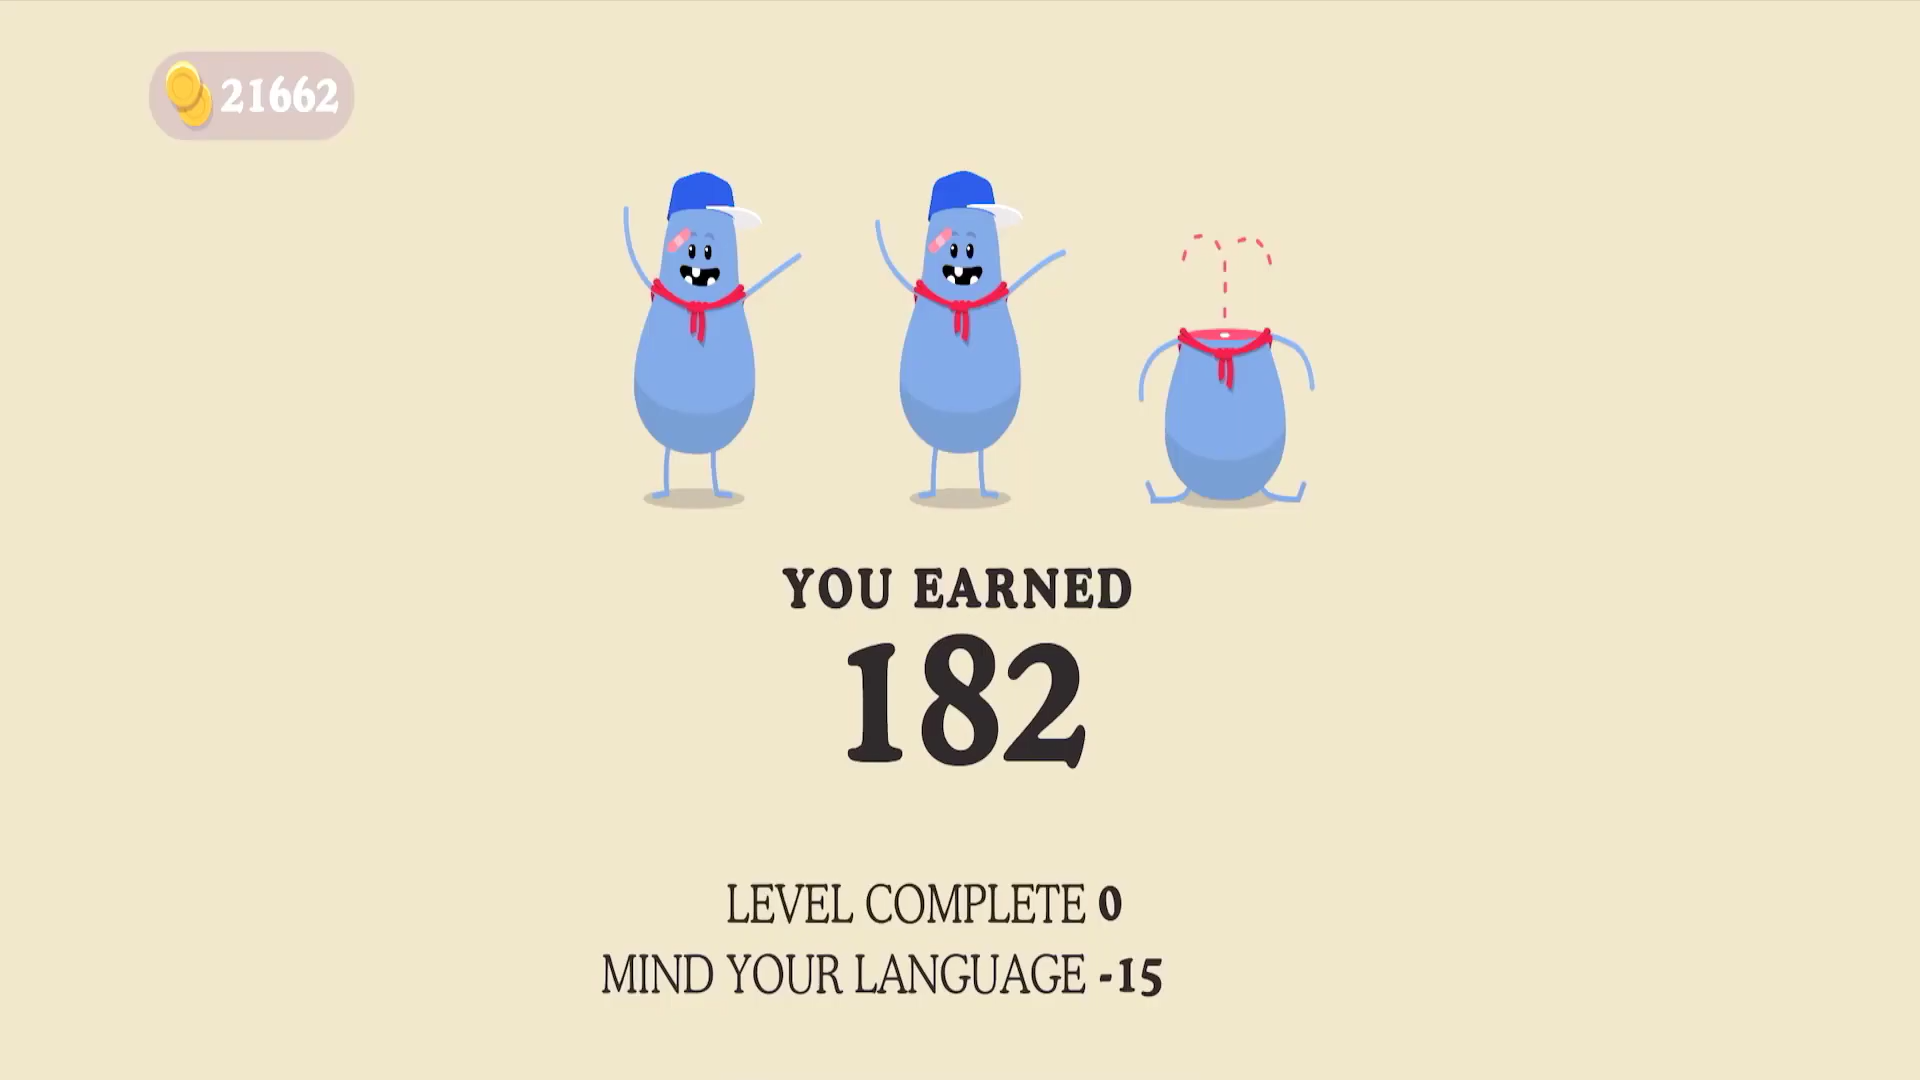 21662
YOU EARNED
182
LEVEL COMPLETE 0
MIND YOUR LANGUAGE -15